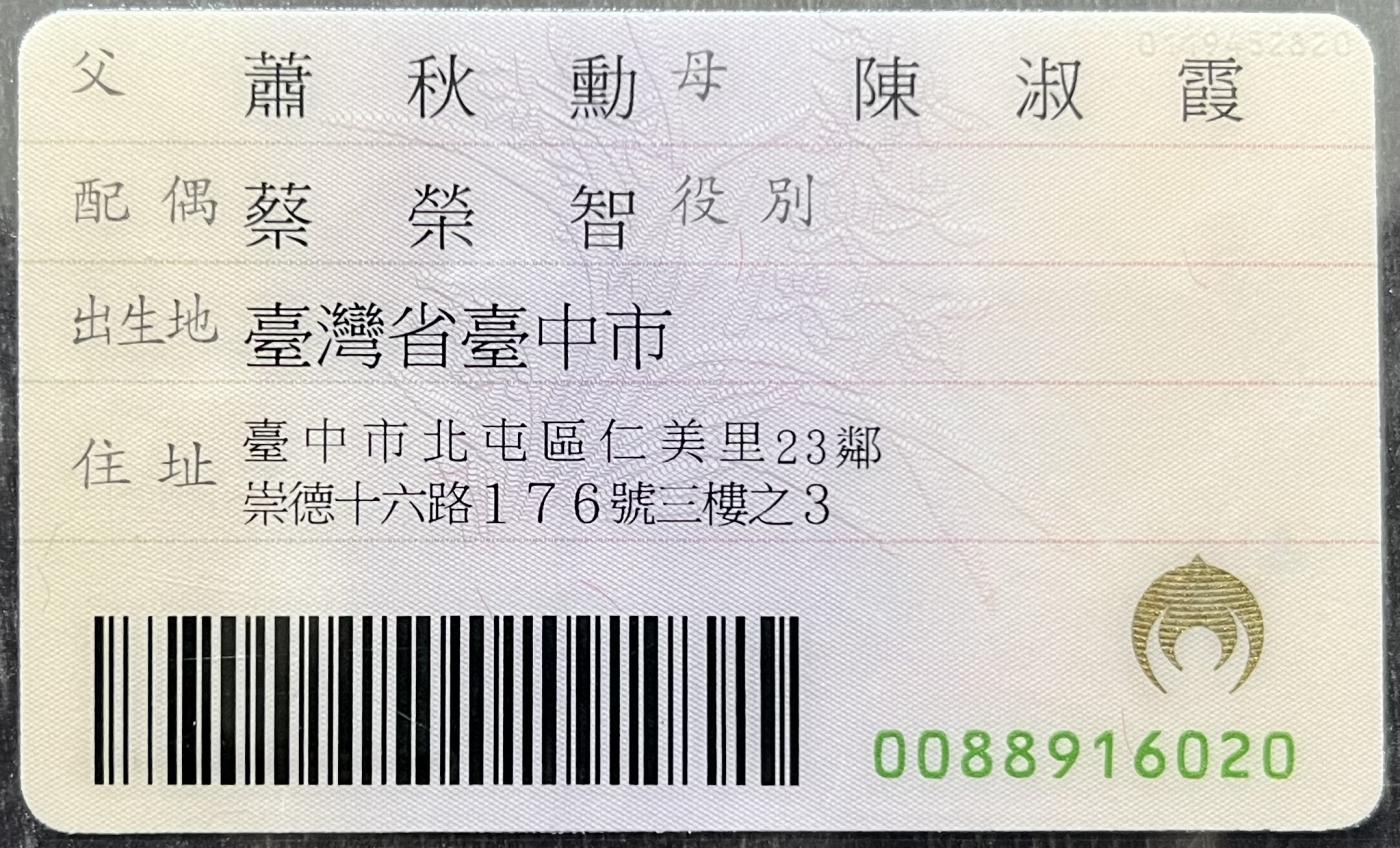 父 蕭秋勳 母 陳淑霞
配偶 蔡榮智 役別
出生地 臺灣省臺中市
住址 臺中市北屯區仁美里23鄰
崇德十六路176號三樓之3
0088916020